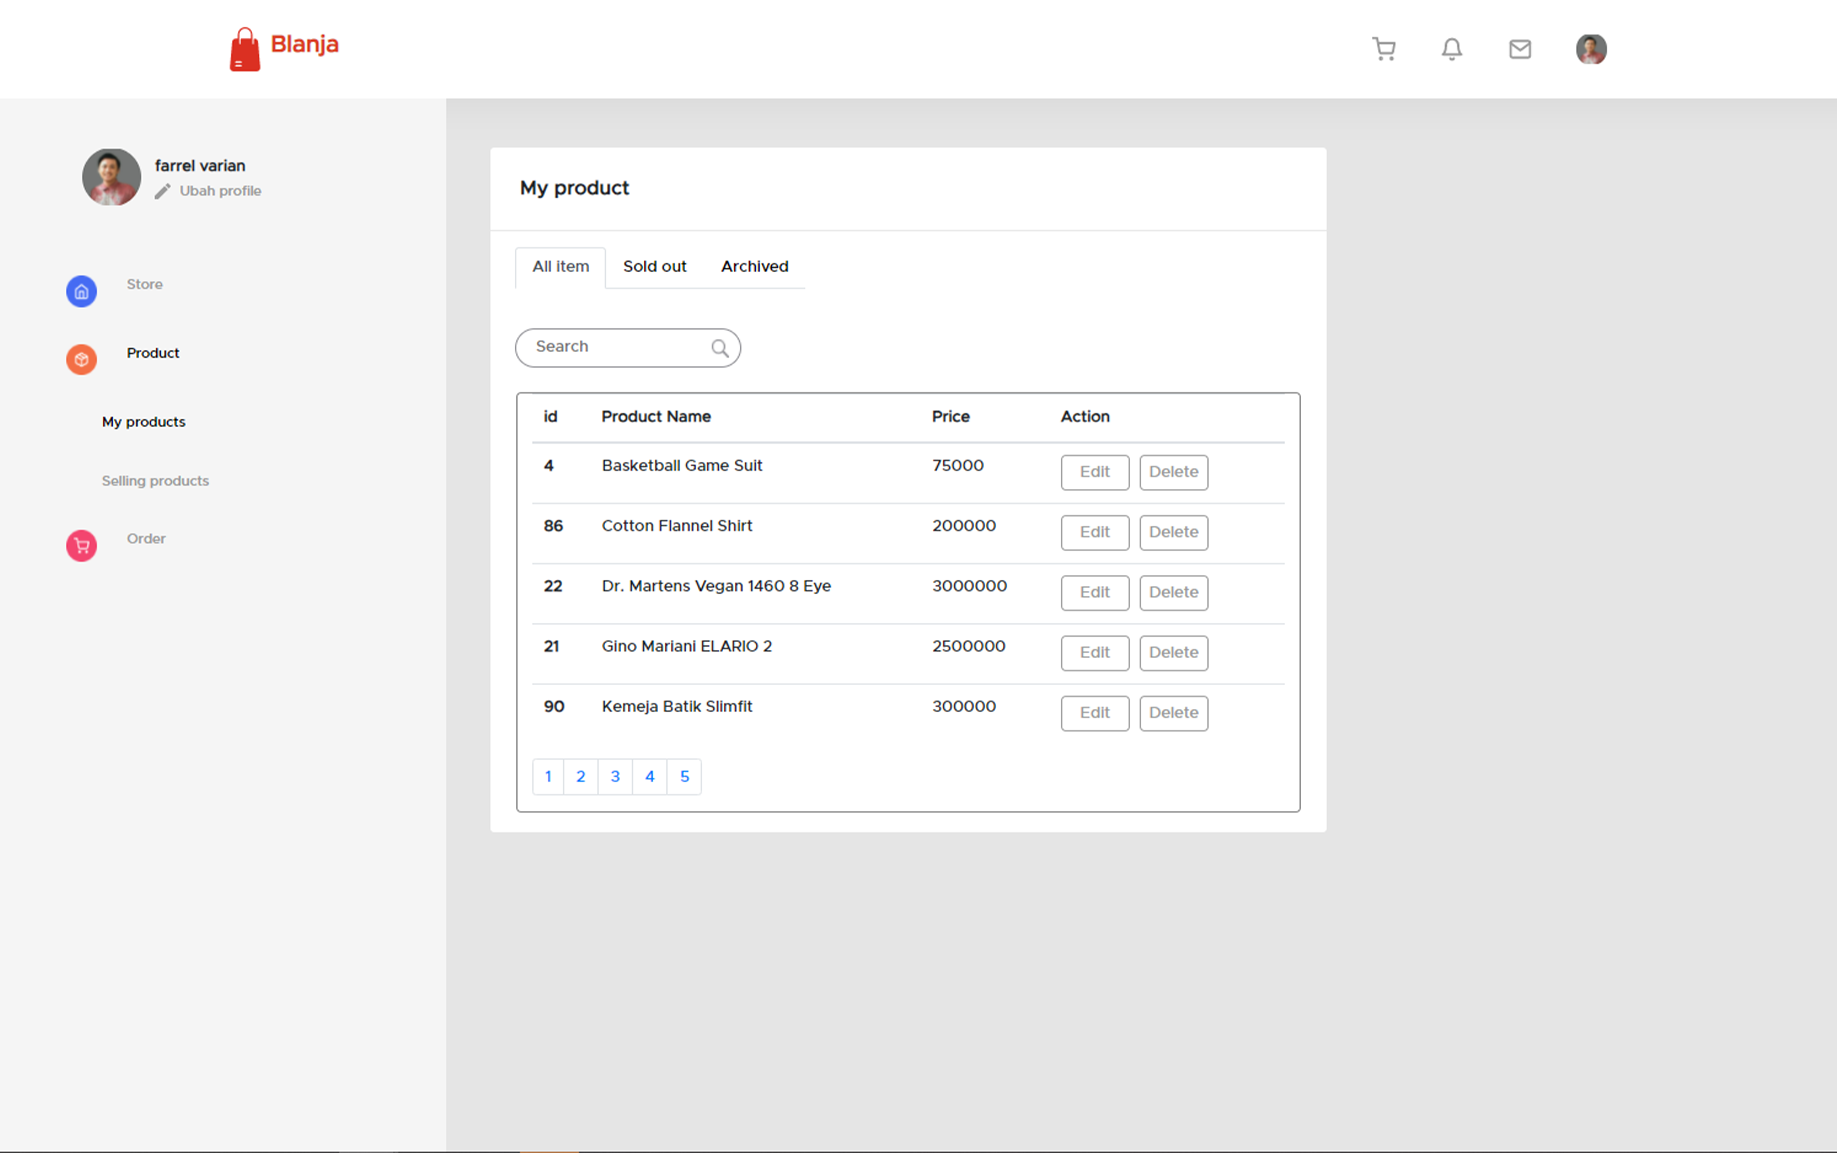 Blanja
farrel varian
Ubah profile
Store
Product
My products
Selling products
Order
My product
All item Sold out Archived
Search
id Product Name Price Action
4 Basketball Game Suit 75000 Edit Delete
86 Cotton Flannel Shirt 200000 Edit Delete
22 Dr. Martens Vegan 1460 8 Eye 3000000 Edit Delete
21 Gino Mariani ELARIO 2 2500000 Edit Delete
90 Kemeja Batik Slimfit 300000 Edit Delete
1 2 3 4 5